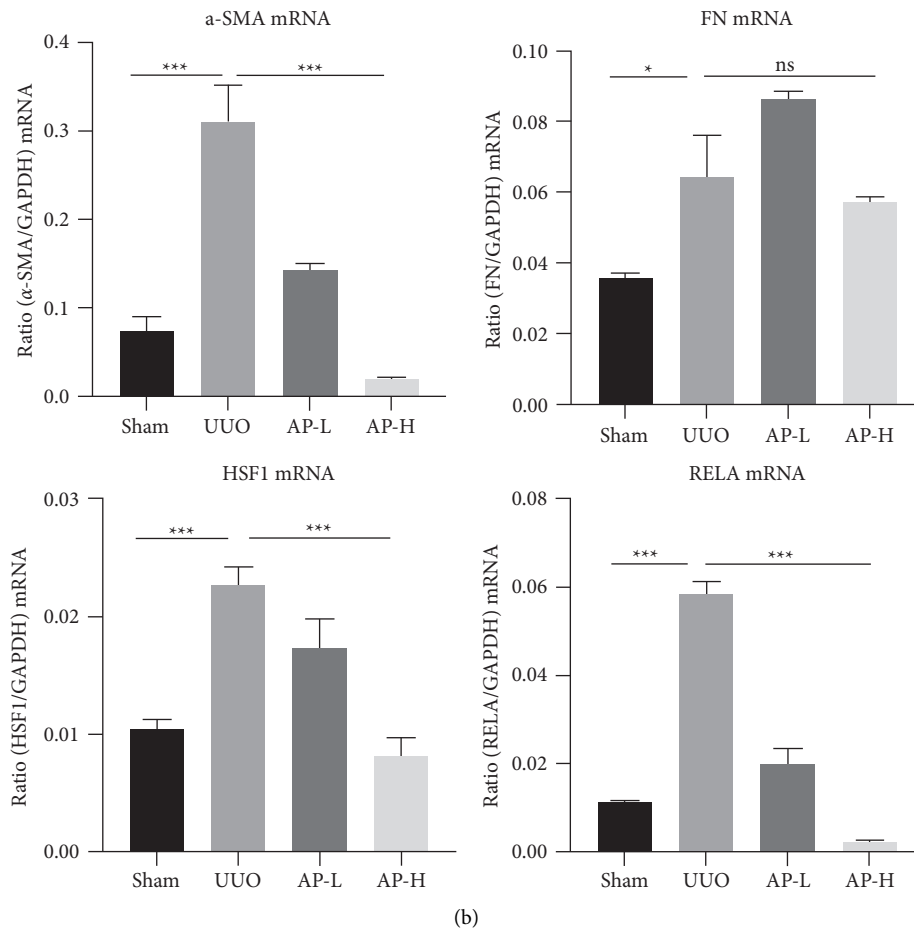 a-SMA mRNA
Ratio (α-SMA/GAPDH) mRNA
0.4
0.3
0.2
0.1
0.0
***
***
Sham UUO AP-L AP-H
FN mRNA
Ratio (FN/GAPDH) mRNA
0.10
0.08
0.06
0.04
0.02
0.00
*
ns
Sham UUO AP-L AP-H
HSF1 mRNA
Ratio (HSF1/GAPDH) mRNA
0.03
0.02
0.01
0.00
***
***
Sham UUO AP-L AP-H
RELA mRNA
Ratio (RELA/GAPDH) mRNA
0.08
0.06
0.04
0.02
0.00
***
***
Sham UUO AP-L AP-H
(b)